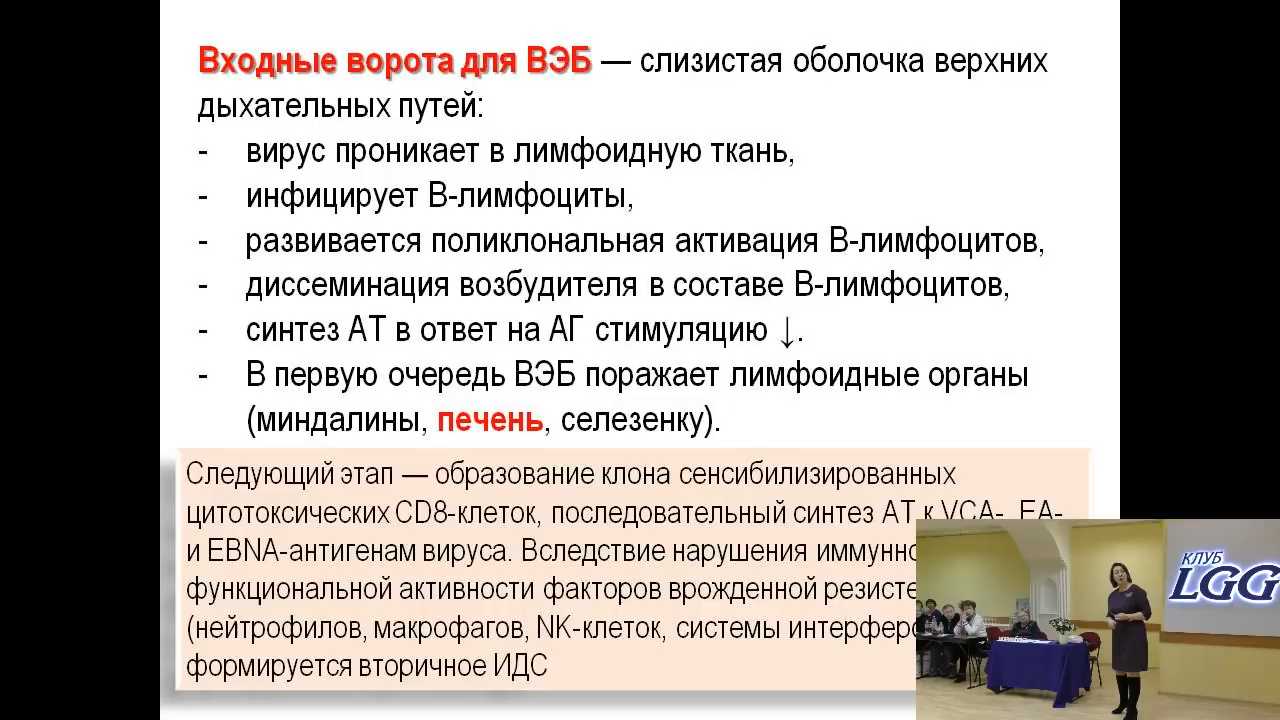 Входные ворота для ВЭБ — слизистая оболочка верхних
дыхательных путей:
- вирус проникает в лимфоидную ткань,
- инфицирует В-лимфоциты,
- развивается поликлональная активация В-лимфоцитов,
- диссеминация возбудителя в составе В-лимфоцитов,
- синтез АТ в ответ на АГ стимуляцию ↓.
- В первую очередь ВЭБ поражает лимфоидные органы
(миндалины, печень, селезенку).
Следующий этап — образование клона сенсибилизированных
цитотоксических CD8-клеток, последовательный синтез АТ к VCA-, EA-
и EBNA-антигенам вируса. Вследствие нарушения
функциональной активности факторов врожденной
(нейтрофилов, макрофагов, NK-клеток, системы
формируется вторичное ИДС
КЛУБ
LGG